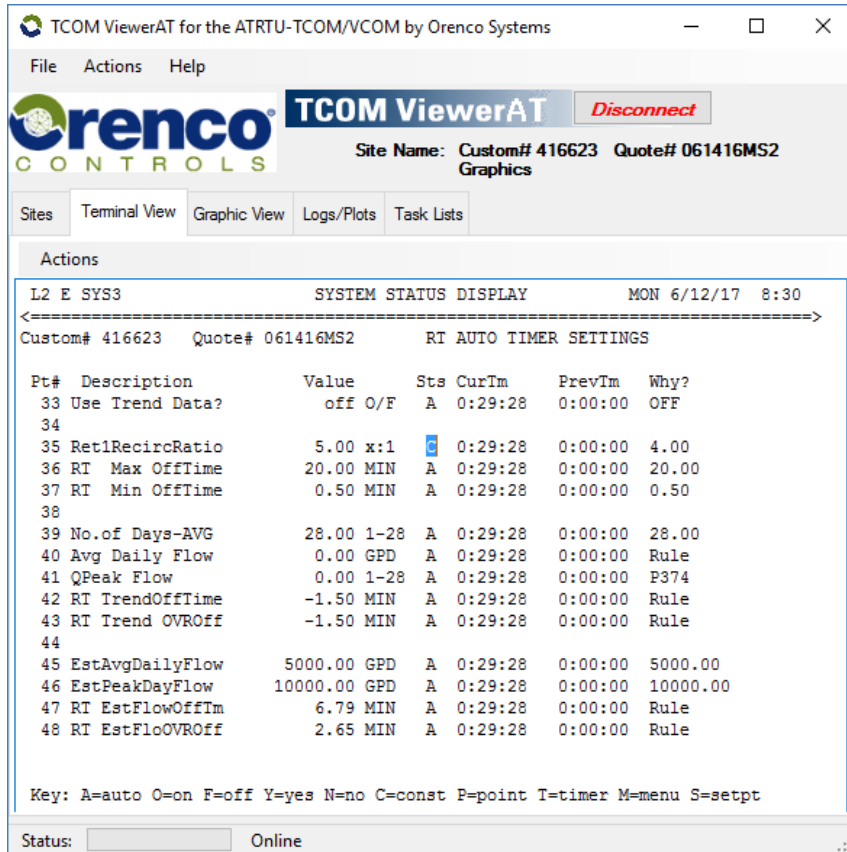 TCOM ViewerAT for the ATRTU-TCOM/VCOM by Orenco Systems
File Actions Help
Orenco® TCOM ViewerAT Disconnect
CONTROLS
Site Name: Custom# 416623 Quote# 061416MS2
Graphics
Sites Terminal View Graphic View Logs/Plots Task Lists
Actions
L2 E SYS3 SYSTEM STATUS DISPLAY MON 6/12/17 8:30
<==============================================================================>
Custom# 416623 Quote# 061416MS2 RT AUTO TIMER SETTINGS
Pt# Description Value Sts CurTm PrevTm Why?
33 Use Trend Data? off O/F A 0:29:28 0:00:00 OFF
34
35 Ret1RecircRatio 5.00 x:1 C 0:29:28 0:00:00 4.00
36 RT Max OffTime 20.00 MIN A 0:29:28 0:00:00 20.00
37 RT Min OffTime 0.50 MIN A 0:29:28 0:00:00 0.50
38
39 No.of Days-AVG 28.00 1-28 A 0:29:28 0:00:00 28.00
40 Avg Daily Flow 0.00 GPD A 0:29:28 0:00:00 Rule
41 QPeak Flow 0.00 1-28 A 0:29:28 0:00:00 P374
42 RT TrendOffTime -1.50 MIN A 0:29:28 0:00:00 Rule
43 RT Trend OVROff -1.50 MIN A 0:29:28 0:00:00 Rule
44
45 EstAvgDailyFlow 5000.00 GPD A 0:29:28 0:00:00 5000.00
46 EstPeakDayFlow 10000.00 GPD A 0:29:28 0:00:00 10000.00
47 RT EstFlowOffTm 6.79 MIN A 0:29:28 0:00:00 Rule
48 RT EstFloOVROff 2.65 MIN A 0:29:28 0:00:00 Rule
Key: A=auto O=on F=off Y=yes N=no C=const P=point T=timer M=menu S=setpt
Status: Online